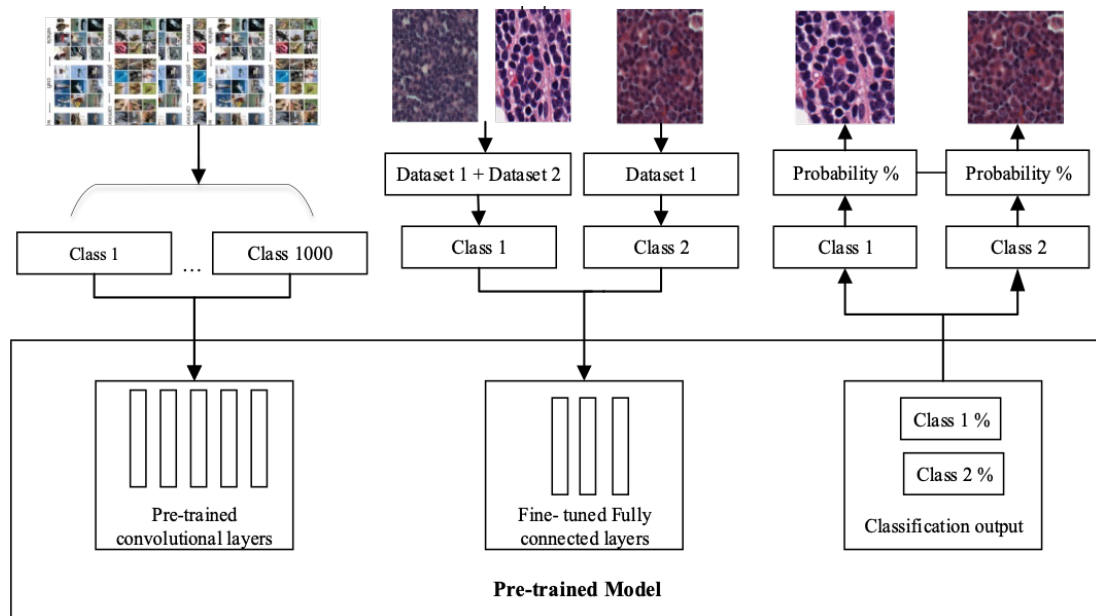 Dataset 1 + Dataset 2
Dataset 1
Probability %
Probability %
Class 1
...
Class 1000
Class 1
Class 2
Class 1
Class 2
Class 1 %
Class 2 %
Pre-trained
convolutional layers
Fine- tuned Fully
connected layers
Classification output
Pre-trained Model